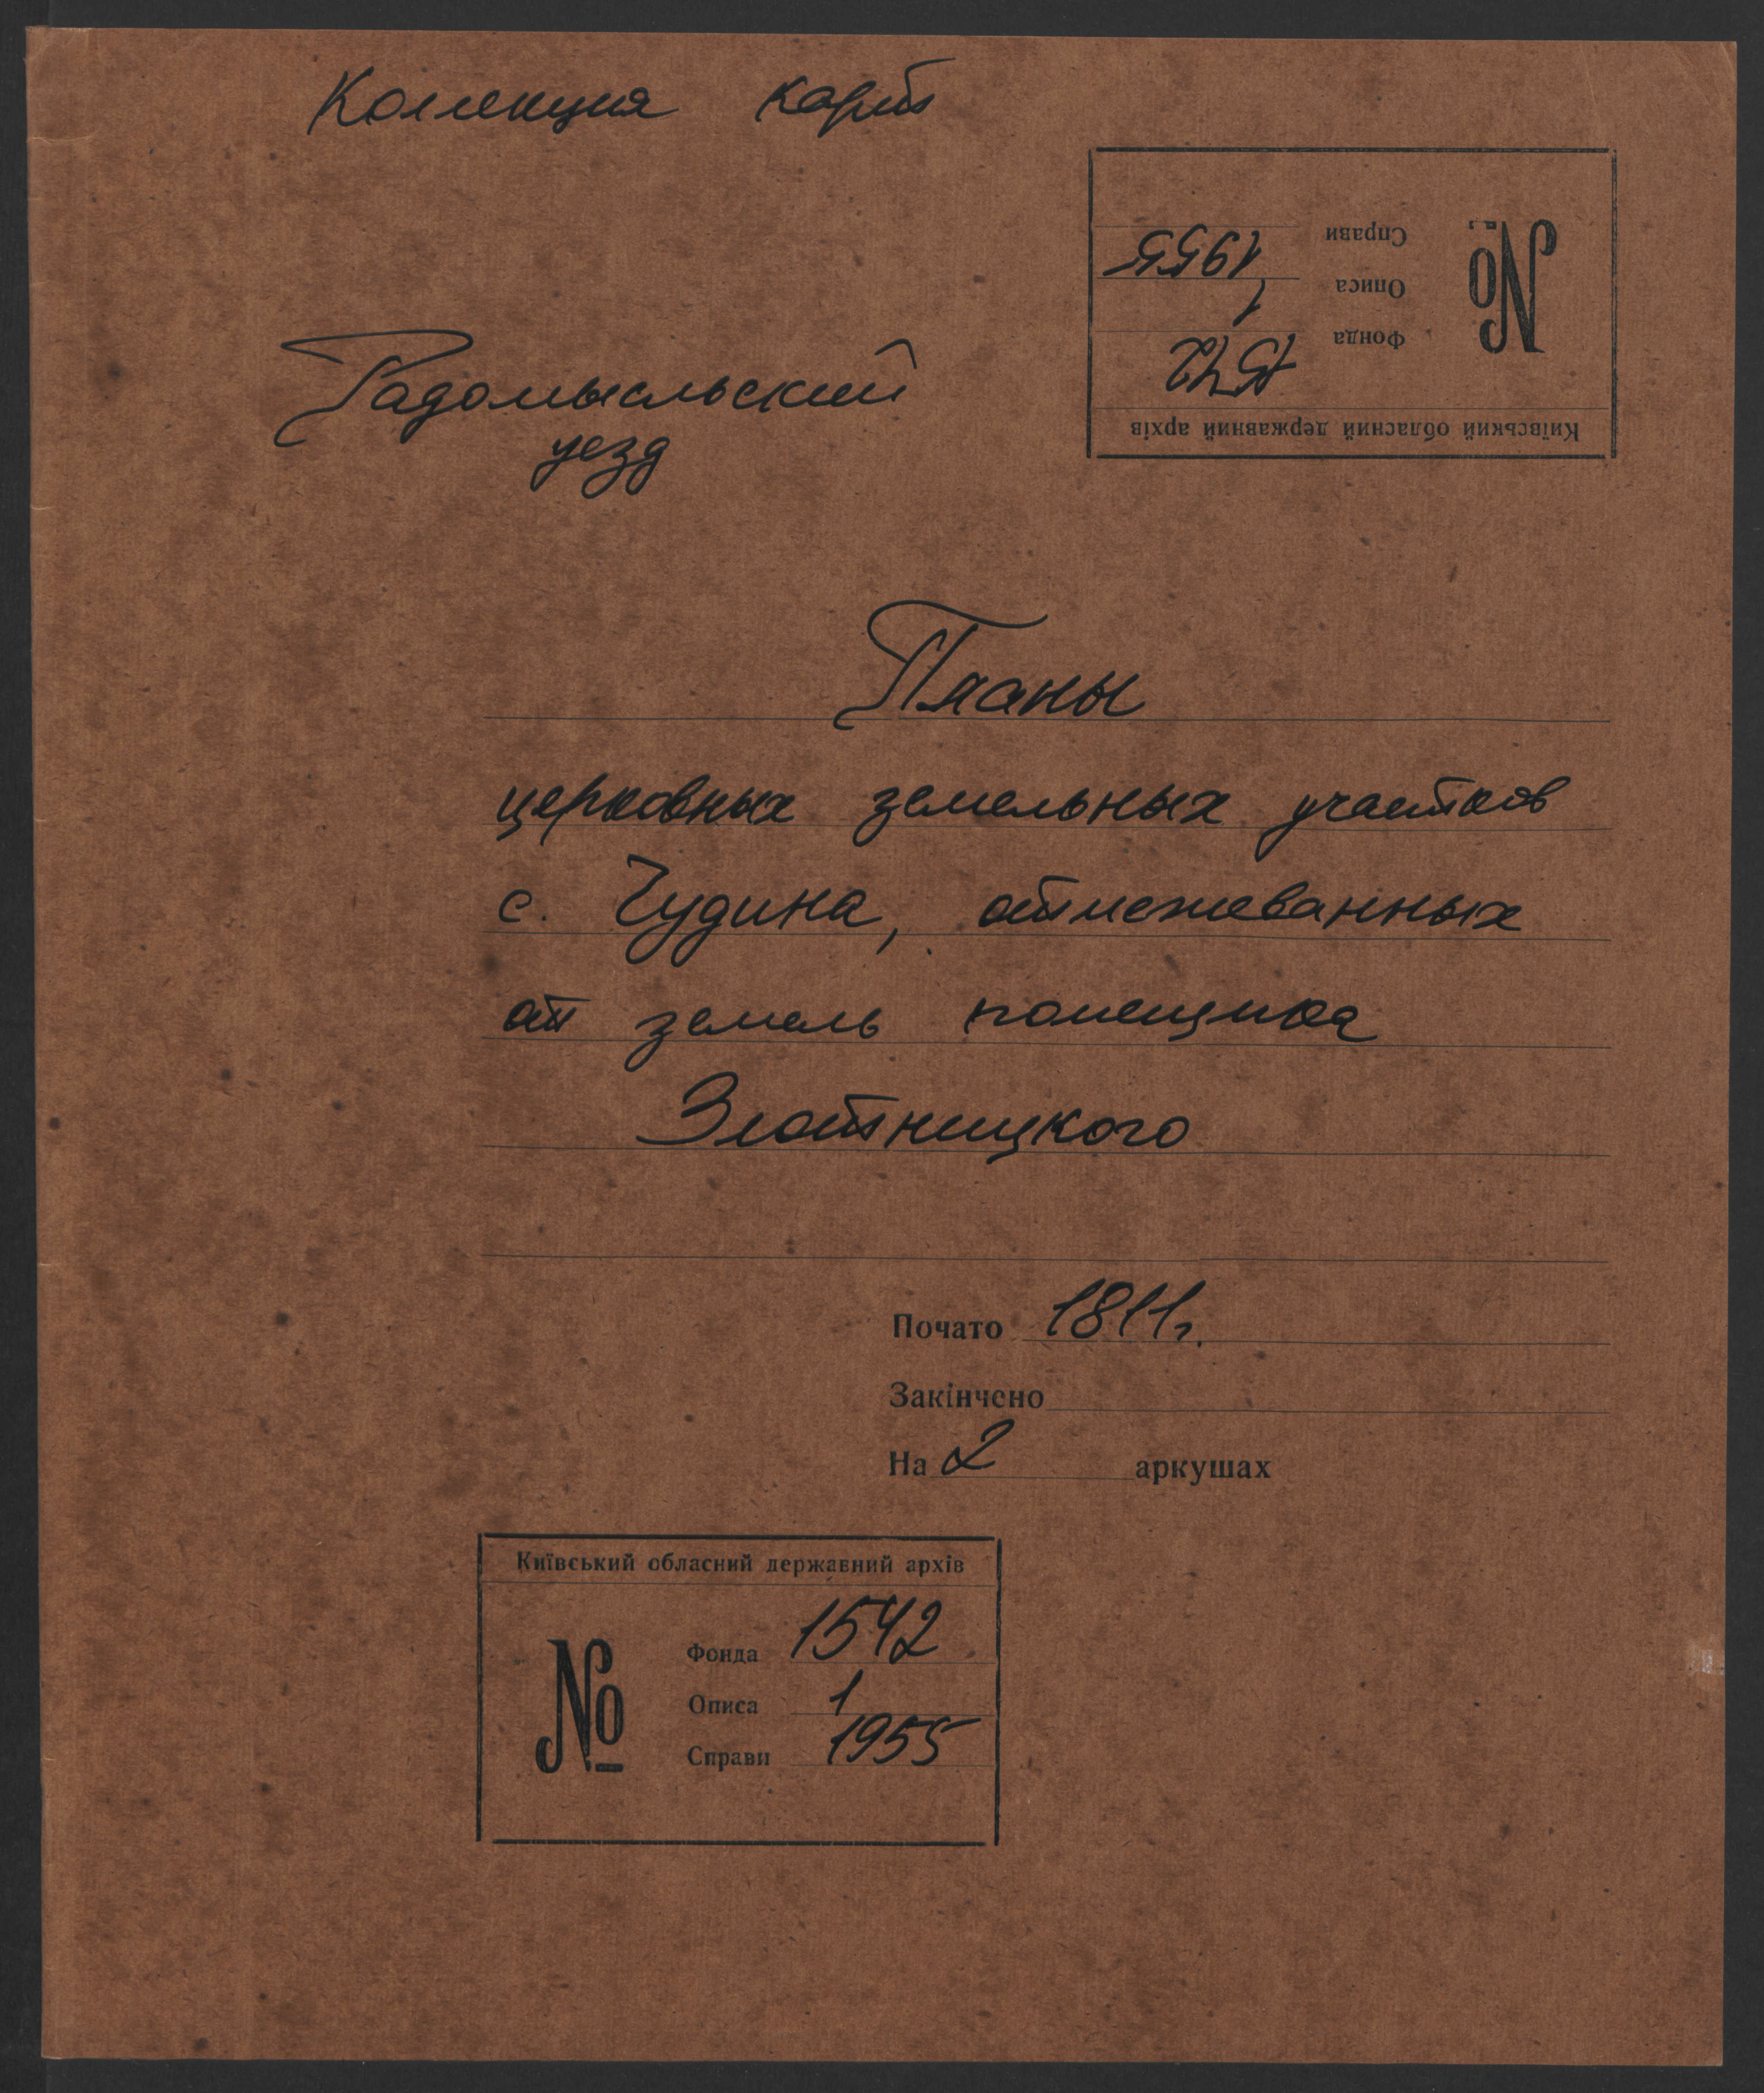 Коллекция карт
Справи 1955
Описа 1
Фонда 1542
Київський обласний державний архів
№
Радомысльский
уезд
Планы
церковных земельных участков
с. Чудина, отмежеванных
от земель помещика
Злотницкого
Почато 1811г.
Закінчено
На 2 аркушах
Київський обласний державний архів
№
Фонда 1542
Описа 1
Справи 1955